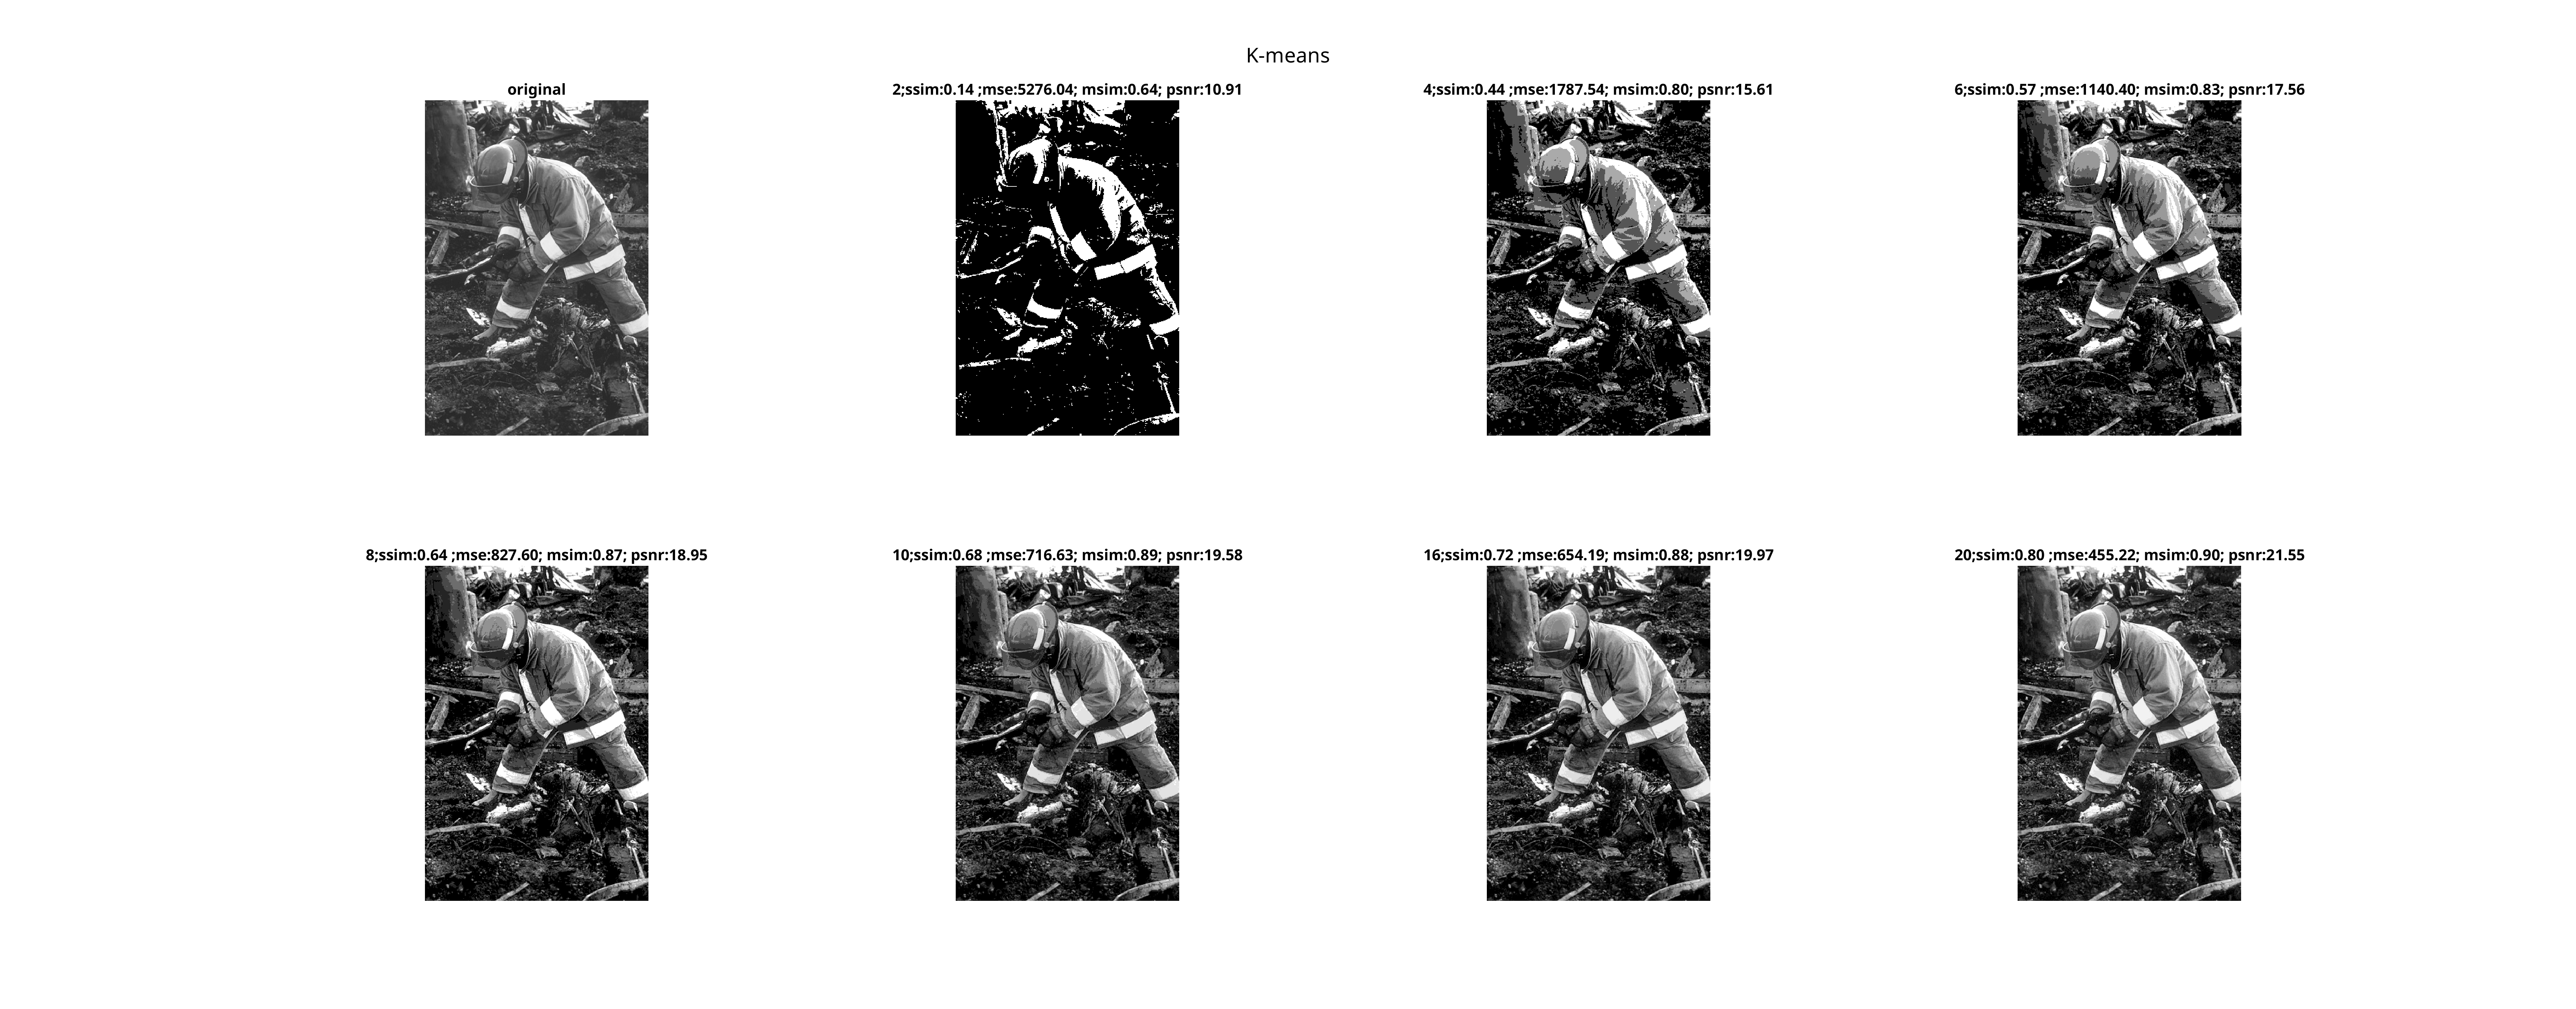 K-means
original
2;ssim:0.14 ;mse:5276.04; msim:0.64; psnr:10.91
4;ssim:0.44 ;mse:1787.54; msim:0.80; psnr:15.61
6;ssim:0.57 ;mse:1140.40; msim:0.83; psnr:17.56
8;ssim:0.64 ;mse:827.60; msim:0.87; psnr:18.95
10;ssim:0.68 ;mse:716.63; msim:0.89; psnr:19.58
16;ssim:0.72 ;mse:654.19; msim:0.88; psnr:19.97
20;ssim:0.80 ;mse:455.22; msim:0.90; psnr:21.55